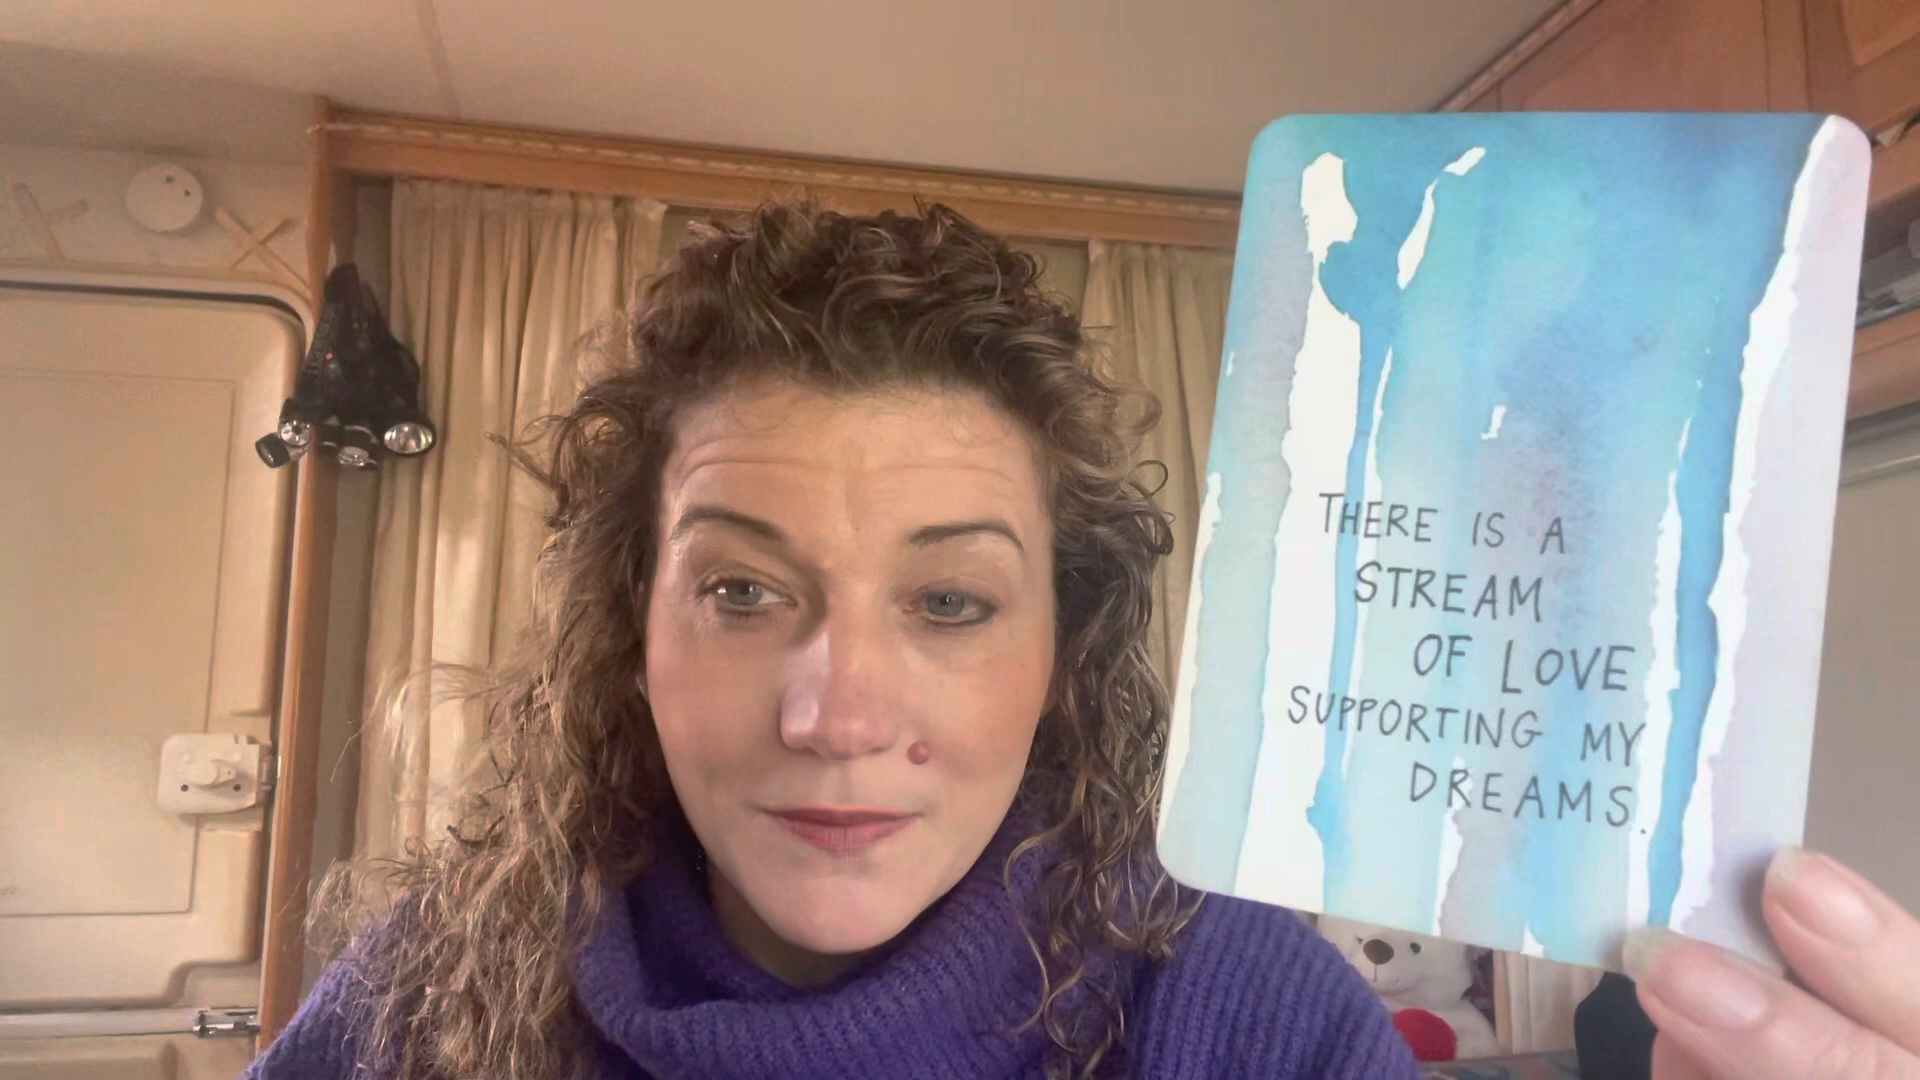 THERE IS A
STREAM
OF LOVE
SUPPORTING MY
DREAMS.